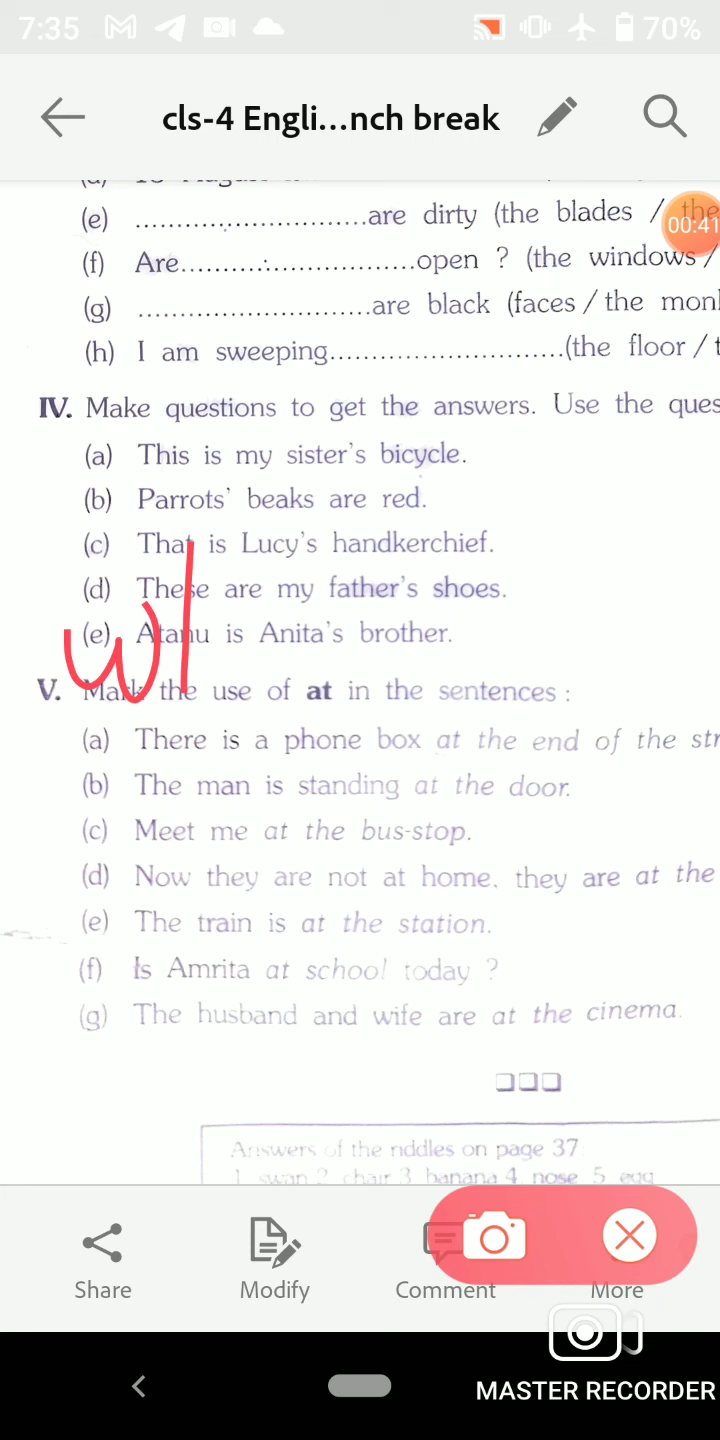 7:35 70%
cls-4 Engli...nch break
00:41
(e) ..............................are dirty (the blades / the
(f) Are..............................open ? (the windows /
(g) ..............................are black (faces / the
(h) I am sweeping..............................(the floor /
IV. Make questions to get the answers. Use the
(a) This is my sister's bicycle.
(b) Parrots' beaks are red.
(c) That is Lucy's handkerchief.
(d) These are my father's shoes.
(e) Atanu is Anita's brother.
V. Mark the use of at in the sentences :
(a) There is a phone box at the end of the
(b) The man is standing at the door.
(c) Meet me at the bus-stop.
(d) Now they are not at home, they are at the
(e) The train is at the station.
(f) Is Amrita at school today ?
(g) The husband and wife are at the cinema.
Answers of the riddles on page 37
1 swan 2 chair 3 banana 4 nose 5 egg
Share Modify Comment More
MASTER RECORDER